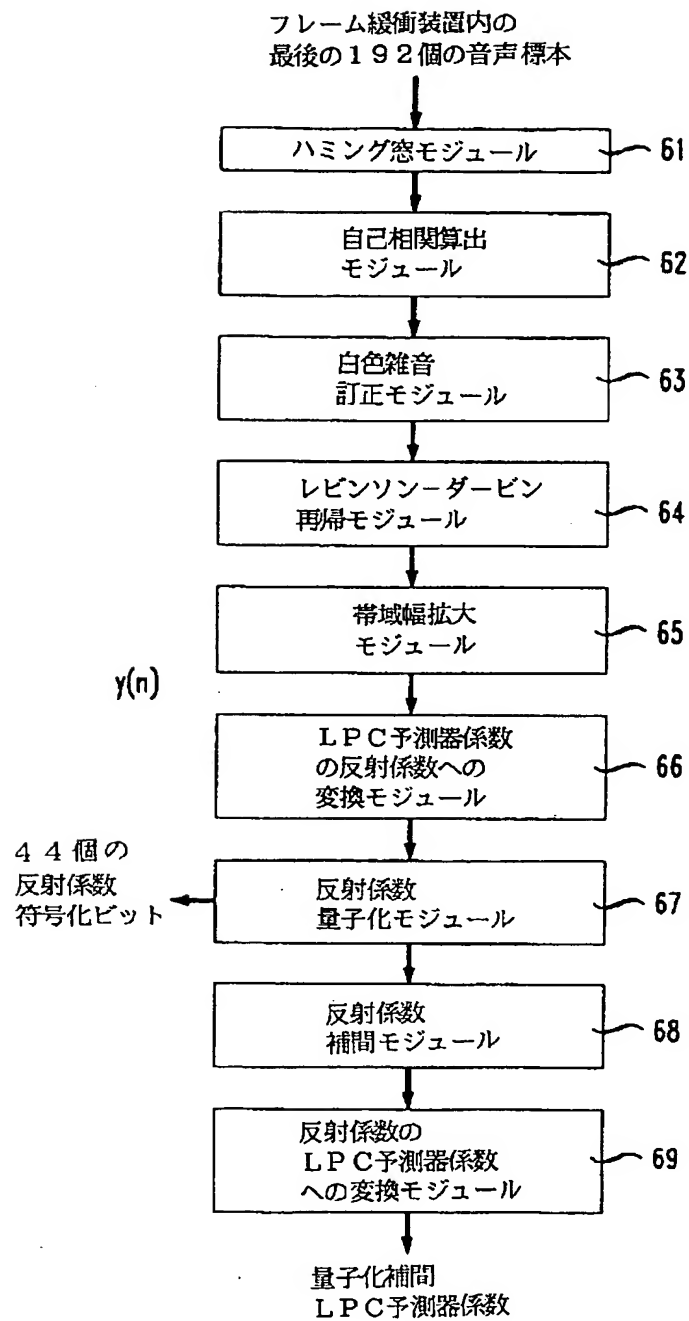 フレーム緩衝装置内の
最後の１９２個の音声標本
ハミング窓モジュール
61
自己相関算出
モジュール
62
白色雑音
訂正モジュール
63
レビンソン－ダービン
再帰モジュール
64
帯域幅拡大
モジュール
65
y(n)
ＬＰＣ予測器係数
の反射係数への
変換モジュール
66
４４個の
反射係数
符号化ビット
反射係数
量子化モジュール
67
反射係数
補間モジュール
68
反射係数の
ＬＰＣ予測器係数
への変換モジュール
69
量子化補間
ＬＰＣ予測器係数